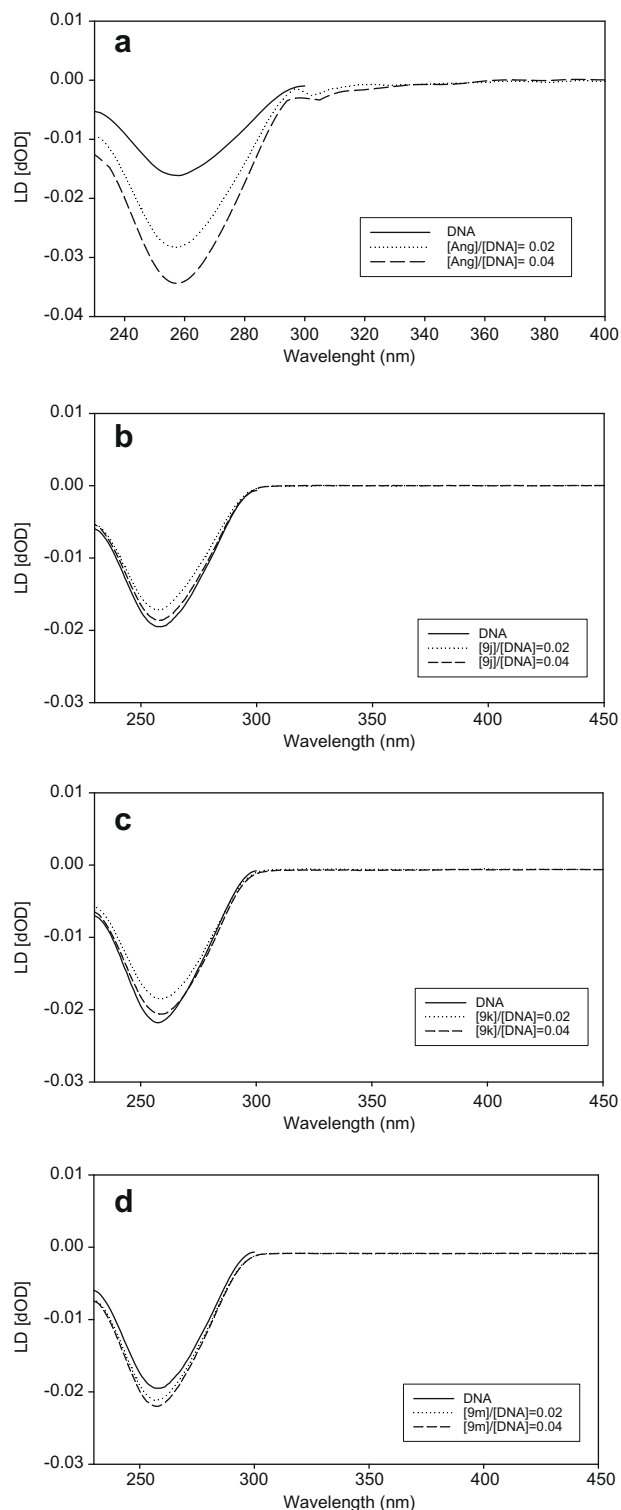 a
0.01
0.00
-0.01
-0.02
-0.03
-0.04
LD [dOD]
DNA
[Ang]/[DNA]= 0.02
[Ang]/[DNA]= 0.04
240 260 280 300 320 340 360 380 400
Wavelenght (nm)
b
0.01
0.00
-0.01
-0.02
-0.03
LD [dOD]
DNA
[9j]/[DNA]=0.02
[9j]/[DNA]=0.04
250 300 350 400 450
Wavelength (nm)
c
0.01
0.00
-0.01
-0.02
-0.03
LD [dOD]
DNA
[9k]/[DNA]=0.02
[9k]/[DNA]=0.04
250 300 350 400 450
Wavelength (nm)
d
0.01
0.00
-0.01
-0.02
-0.03
LD [dOD]
DNA
[9m]/[DNA]=0.02
[9m]/[DNA]=0.04
250 300 350 400 450
Wavelength (nm)